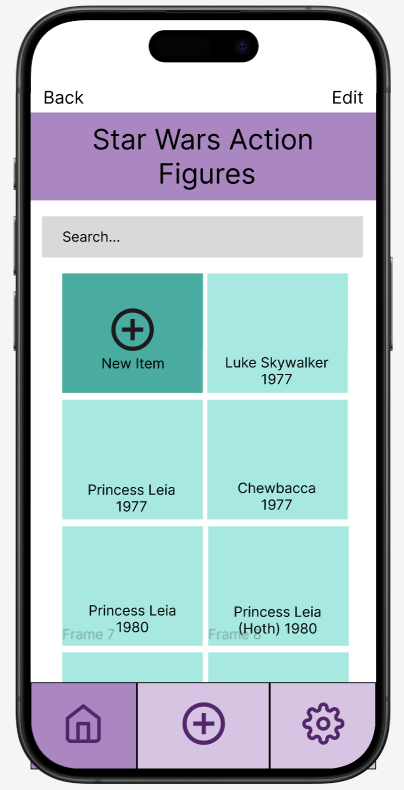 Back
Edit
Star Wars Action
Figures
Search...
New Item
Luke Skywalker
1977
Princess Leia
1977
Chewbacca
1977
Princess Leia
1980
Frame 7
Princess Leia
(Hoth) 1980
Frame 8